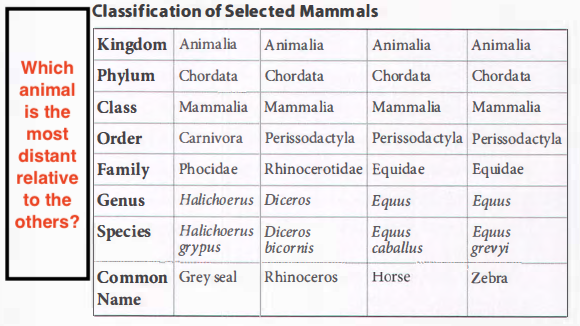 Which
animal
is the
most
distant
relative
to the
others?
Classification of Selected Mammals
Kingdom Animalia Animalia Animalia Animalia
Phylum Chordata Chordata Chordata Chordata
Class Mammalia Mammalia Mammalia Mammalia
Order Carnivora Perissodactyla Perissodactyla Perissodactyla
Family Phocidae Rhinocerotidae Equidae Equidae
Genus Halichoerus Diceros Equus Equus
Species Halichoerus Diceros Equus Equus
grypus bicornis caballus grevyi
Common Grey seal Rhinoceros Horse Zebra
Name